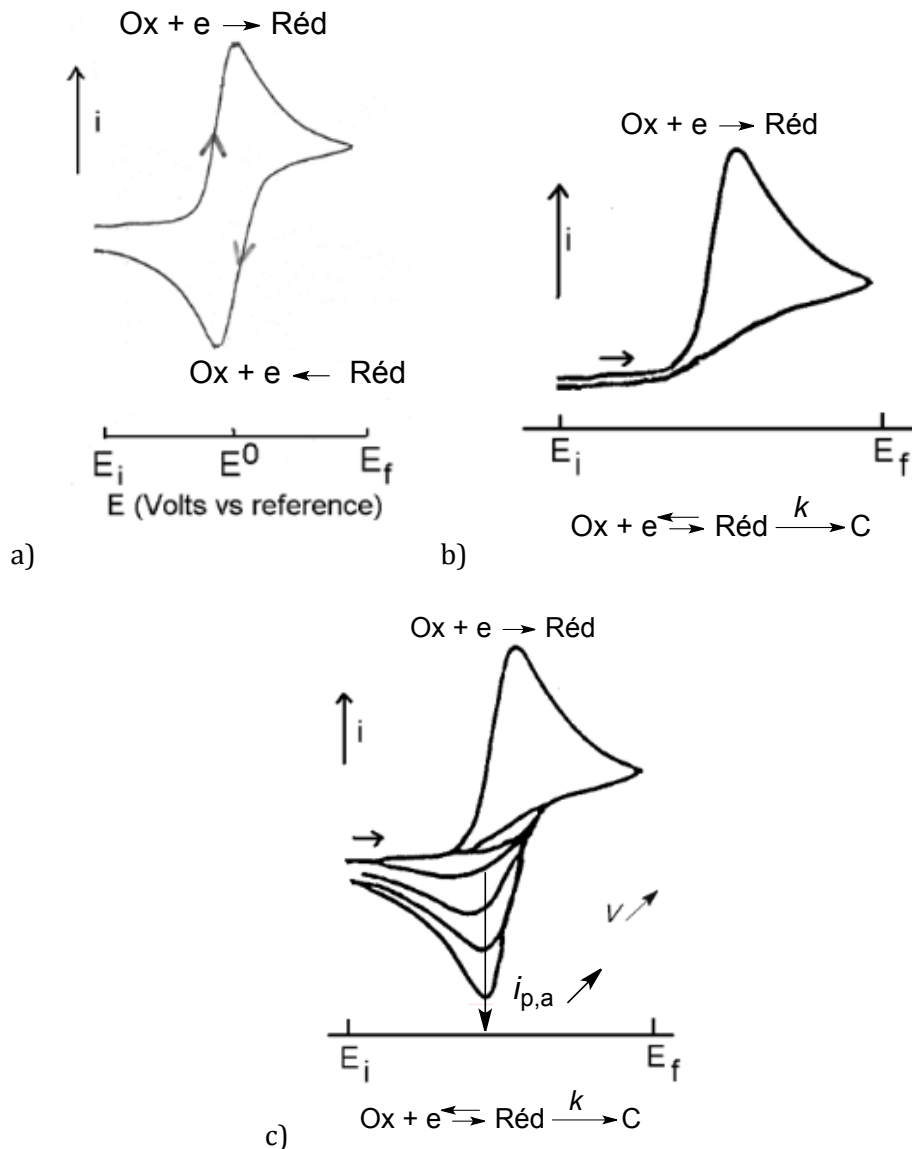 Ox + e → Réd
i
Ox + e ← Réd
E_i E^0 E_f
E (Volts vs reference)
a)
Ox + e → Réd
i
E_i E_f
Ox + e ⇄ Réd —k→ C
b)
Ox + e → Réd
i
v ↗
i_p,a ↗
E_i E_f
Ox + e ⇄ Réd —k→ C
c)